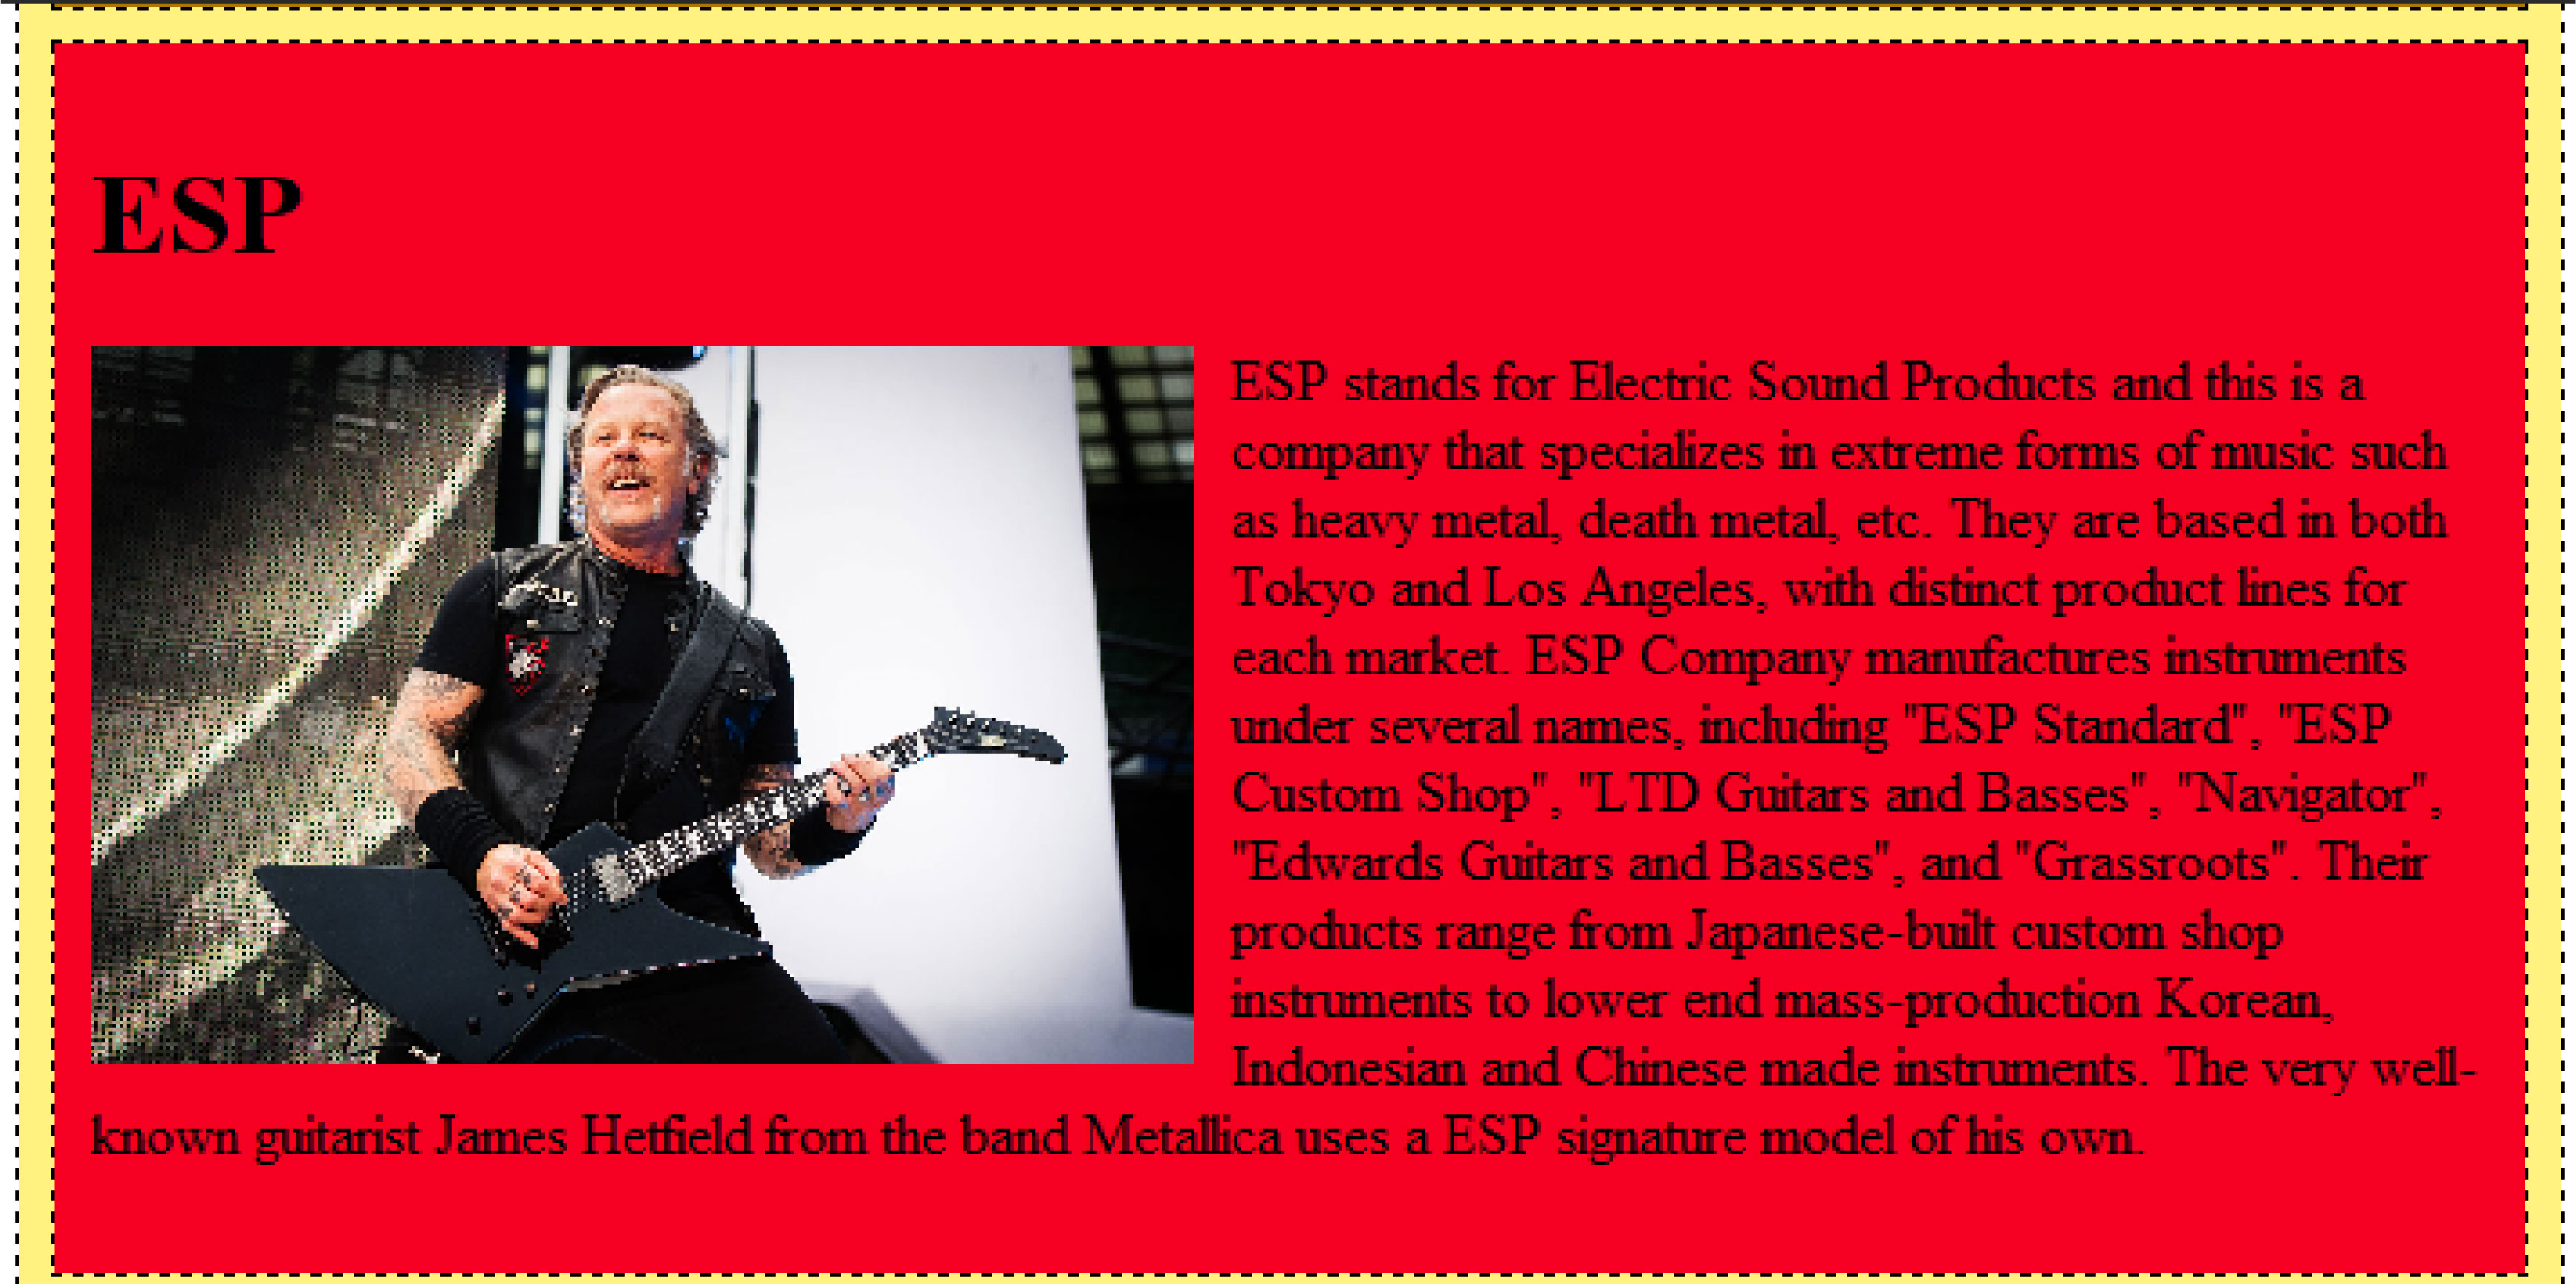 ESP
ESP stands for Electric Sound Products and this is a
company that specializes in extreme forms of music such
as heavy metal, death metal, etc. They are based in both
Tokyo and Los Angeles, with distinct product lines for
each market. ESP Company manufactures instruments
under several names, including "ESP Standard", "ESP
Custom Shop", "LTD Guitars and Basses", "Navigator",
"Edwards Guitars and Basses", and "Grassroots". Their
products range from Japanese-built custom shop
instruments to lower end mass-production Korean,
Indonesian and Chinese made instruments. The very well-
known guitarist James Hetfield from the band Metallica uses a ESP signature model of his own.